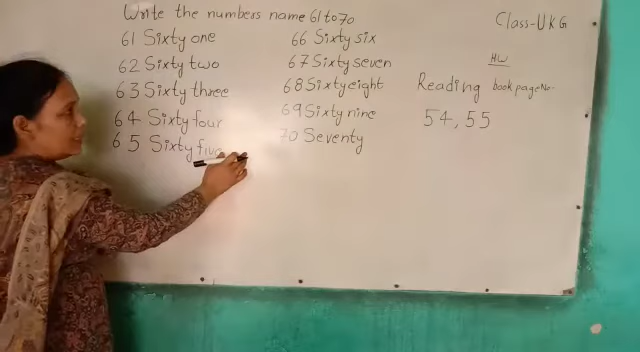 Write the numbers name 61 to 70
61 Sixty one
62 Sixty two
63 Sixty three
64 Sixty four
65 Sixty five
66 Sixty six
67 Sixty seven
68 Sixty eight
69 Sixty nine
70 Seventy
Class-UKG
HW
Reading book page No.
54, 55